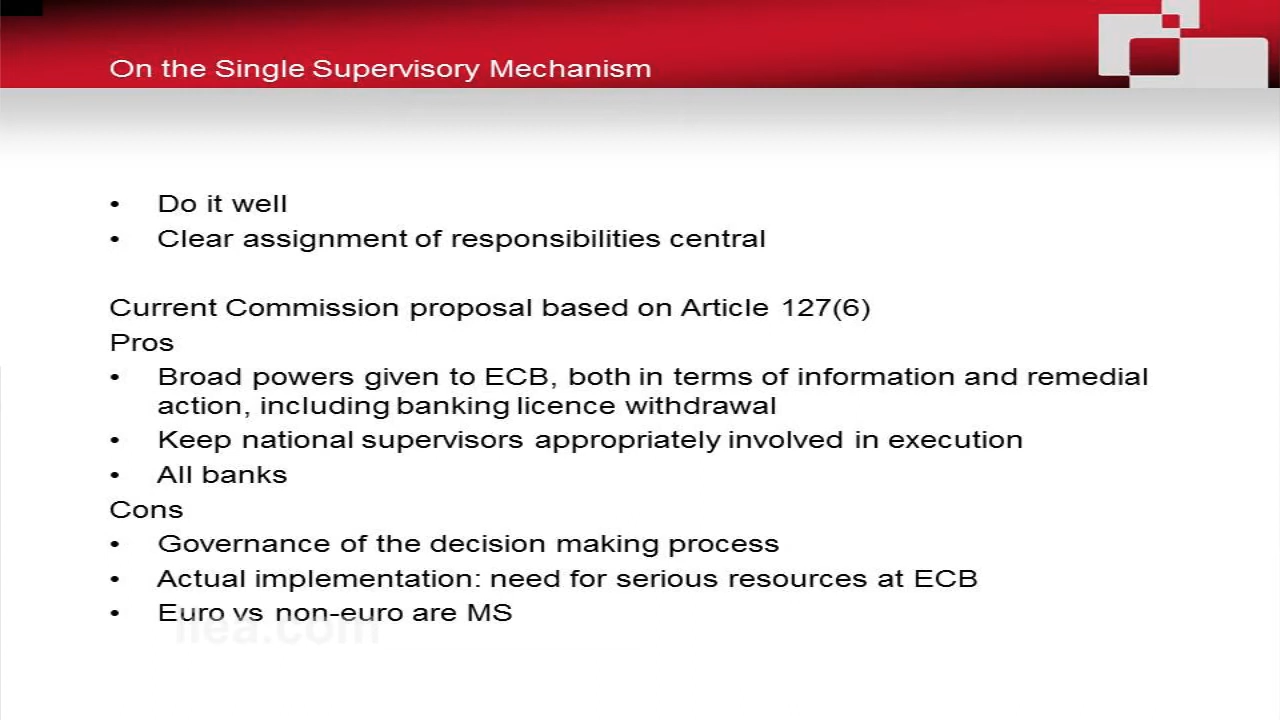 On the Single Supervisory Mechanism
• Do it well
• Clear assignment of responsibilities central
Current Commission proposal based on Article 127(6)
Pros
• Broad powers given to ECB, both in terms of information and remedial
action, including banking licence withdrawal
• Keep national supervisors appropriately involved in execution
• All banks
Cons
• Governance of the decision making process
• Actual implementation: need for serious resources at ECB
• Euro vs non-euro are MS
iiea.com